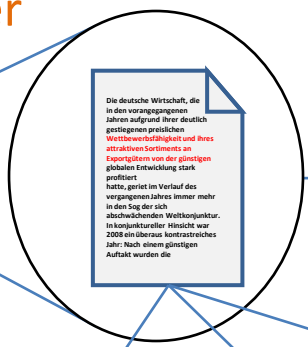 er
Die deutsche Wirtschaft, die
in den vorangegangenen
Jahren aufgrund ihrer deutlich
gestiegenen preislichen
Wettbewerbsfähigkeit und ihres
attraktiven Sortiments an
Exportgütern von der günstigen
globalen Entwicklung stark
profitiert
hatte, geriet im Verlauf des
vergangenen Jahres immer mehr
in den Sog der sich
abschwächenden Weltkonjunktur.
In konjunktureller Hinsicht war
2008 ein überaus kontrastreiches
Jahr: Nach einem günstigen
Auftakt wurden die